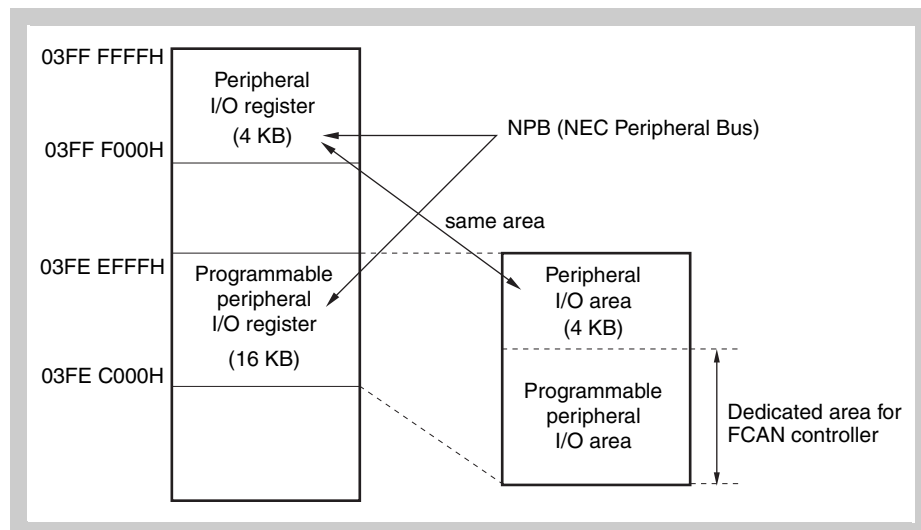 03FF FFFFH
Peripheral
I/O register
(4 KB)
NPB (NEC Peripheral Bus)
03FF F000H
same area
03FE EFFFH
Programmable
peripheral
I/O register
(16 KB)
Peripheral
I/O area
(4 KB)
03FE C000H
Programmable
peripheral
I/O area
Dedicated area for
FCAN controller